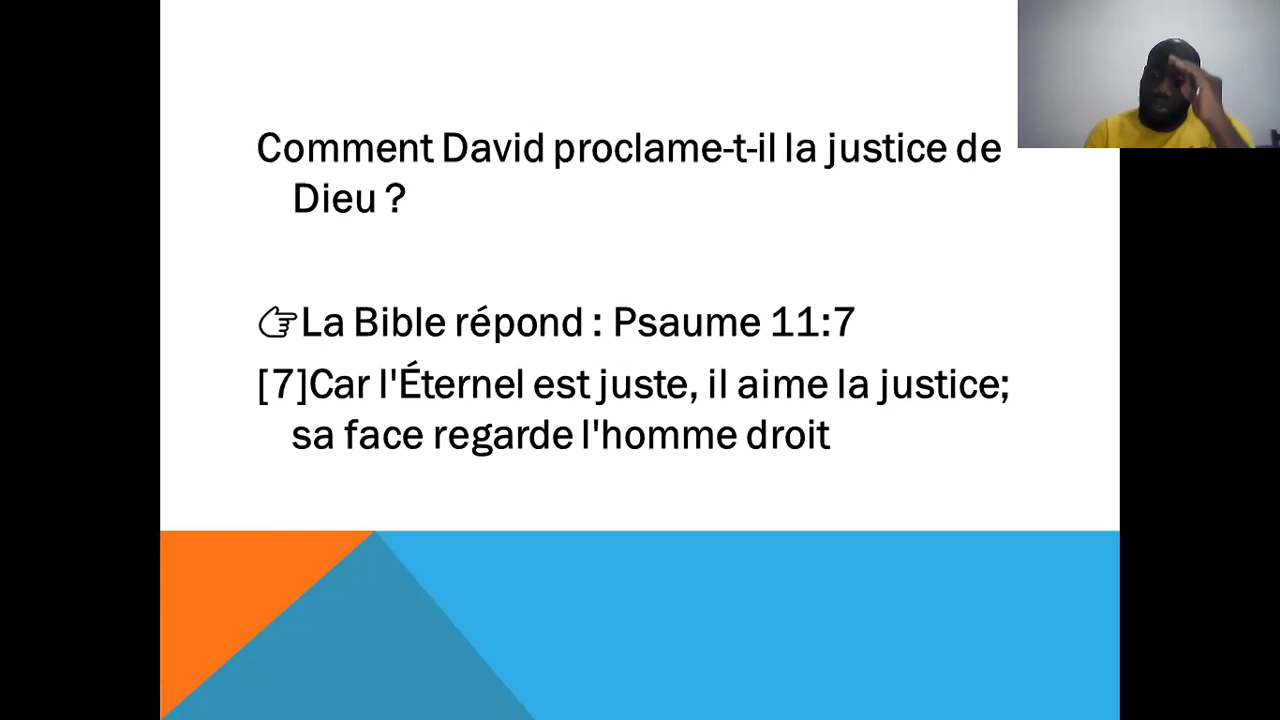 Comment David proclame-t-il la justice de
Dieu ?
👉La Bible répond : Psaume 11:7
[7]Car l'Éternel est juste, il aime la justice;
sa face regarde l'homme droit